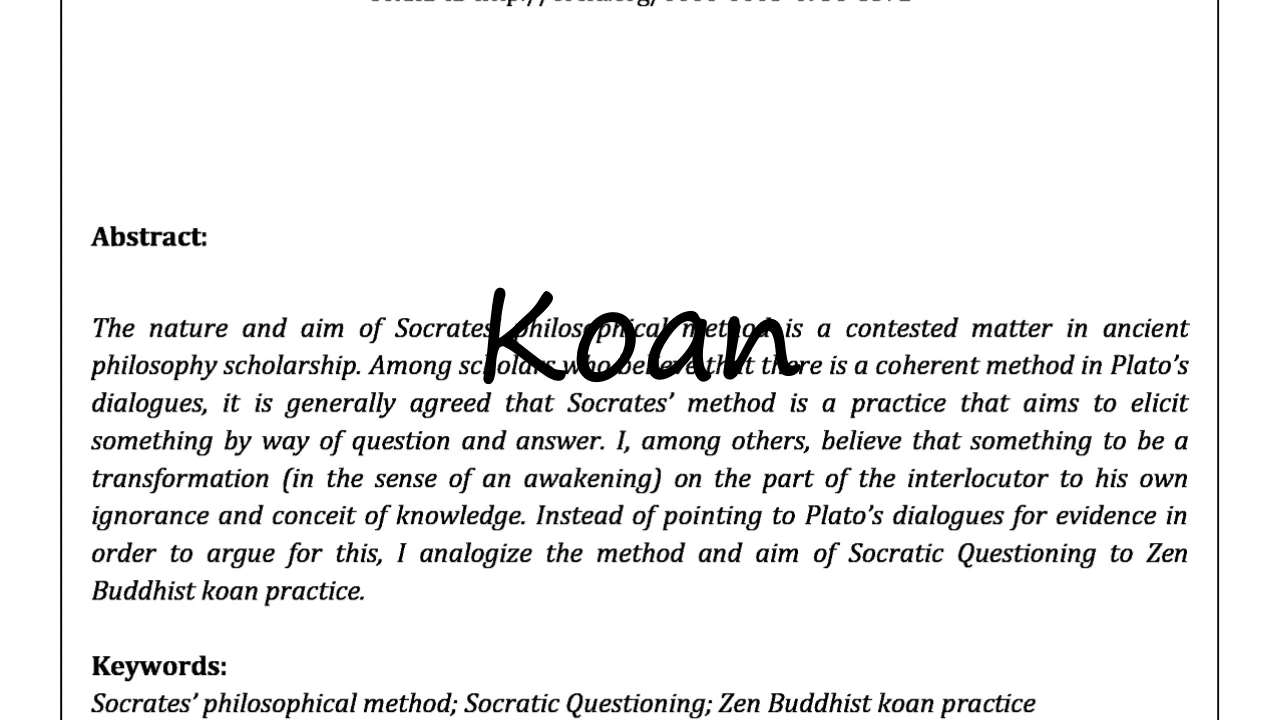 Abstract:
Koan
The nature and aim of Socrates' philosophical method is a contested matter in ancient
philosophy scholarship. Among scholars who believe that there is a coherent method in Plato's
dialogues, it is generally agreed that Socrates' method is a practice that aims to elicit
something by way of question and answer. I, among others, believe that something to be a
transformation (in the sense of an awakening) on the part of the interlocutor to his own
ignorance and conceit of knowledge. Instead of pointing to Plato's dialogues for evidence in
order to argue for this, I analogize the method and aim of Socratic Questioning to Zen
Buddhist koan practice.
Keywords:
Socrates' philosophical method; Socratic Questioning; Zen Buddhist koan practice